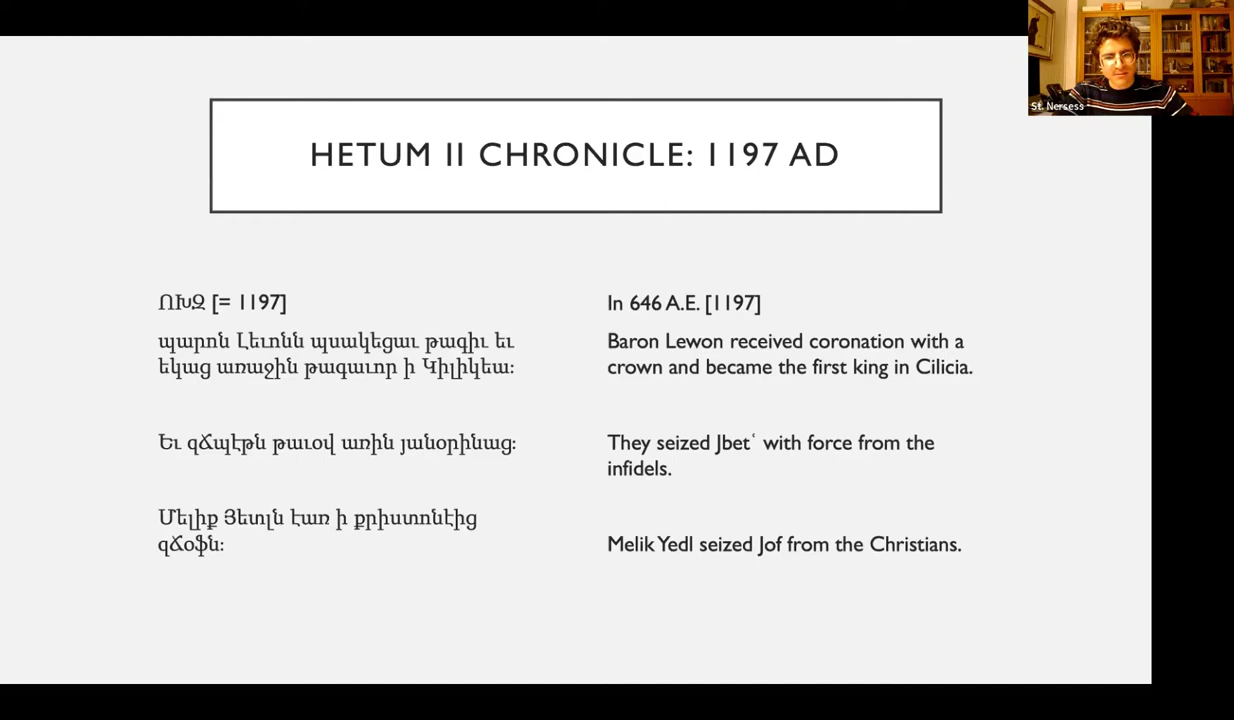 HETUM II CHRONICLE: 1197 AD
St. Nersess
ՈԽԶ [= 1197]
պարոն Լեւոնն պսակեցաւ թագիւ եւ
եկաց առաջին թագաւոր ի Կիլիկեա:
Եւ զՃպէթն թաւով առին յանօրինաց:
Մելիք Յետլն էառ ի քրիստոնէից
զՃօֆն:
In 646 A.E. [1197]
Baron Lewon received coronation with a
crown and became the first king in Cilicia.
They seized Jbetʿ with force from the
infidels.
Melik Yedl seized Jof from the Christians.